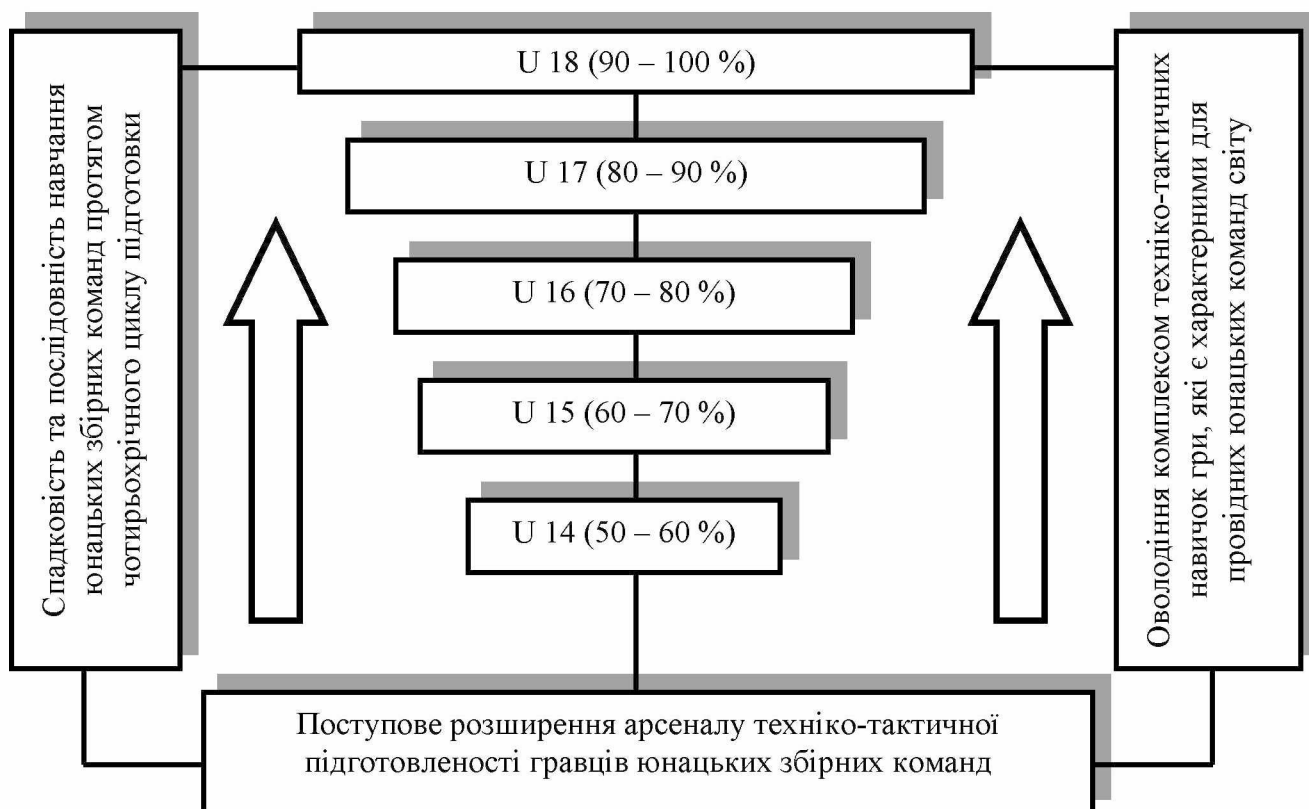 Спадковість та послідовність навчання
юнацьких збірних команд протягом
чотирьохрічного циклу підготовки
U 18 (90 – 100 %)
U 17 (80 – 90 %)
U 16 (70 – 80 %)
U 15 (60 – 70 %)
U 14 (50 – 60 %)
Оволодіння комплексом техніко-тактичних
навичок гри, які є характерними для
провідних юнацьких команд світу
Поступове розширення арсеналу техніко-тактичної
підготовленості гравців юнацьких збірних команд